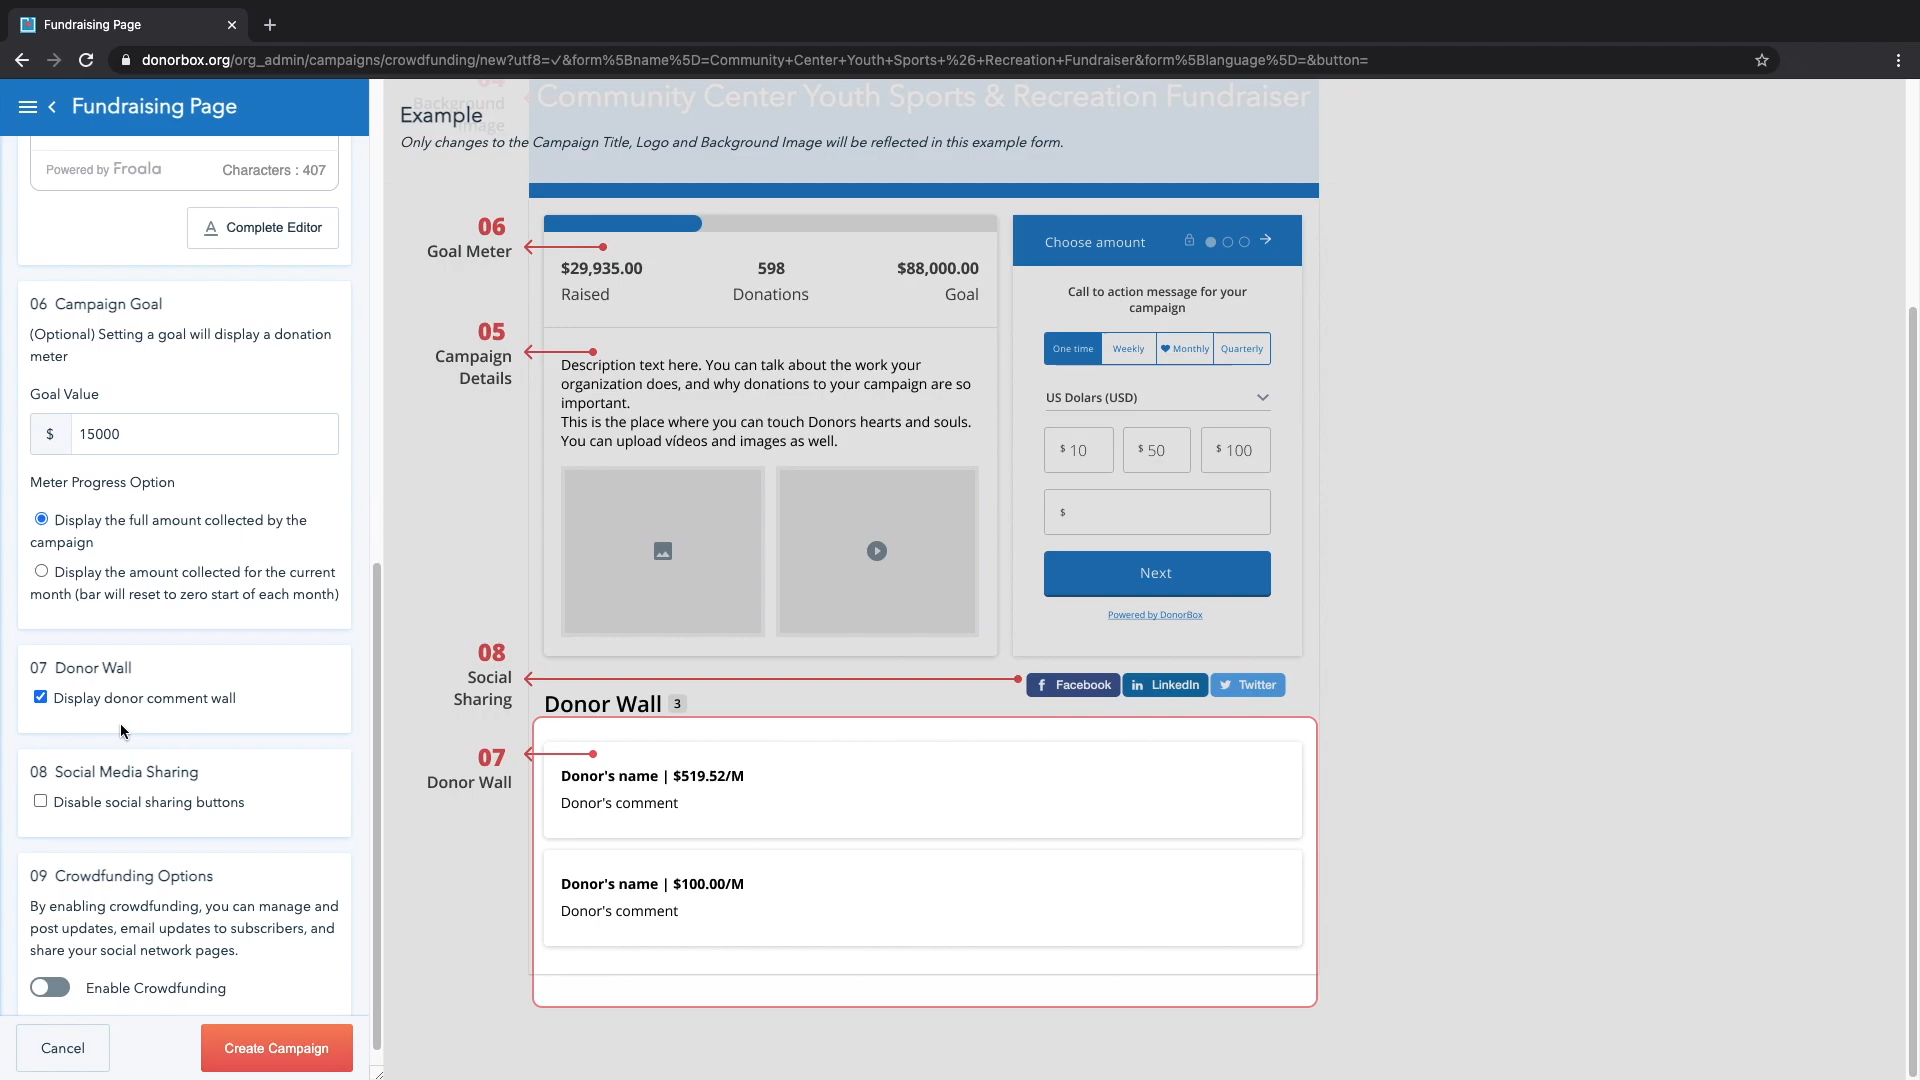 Fundraising Page
donorbox.org/org_admin/campaigns/crowdfunding/new?utf8=✓&form%5Bname%5D=Community+Center+Youth+Sports+%26+Recreation+Fundraiser&form%5Blanguage%5D=&button=
Fundraising Page
Powered by Froala
Characters : 407
Complete Editor
06 Campaign Goal
(Optional) Setting a goal will display a donation
meter
Goal Value
$ 15000
Meter Progress Option
Display the full amount collected by the
campaign
Display the amount collected for the current
month (bar will reset to zero start of each month)
07 Donor Wall
Display donor comment wall
08 Social Media Sharing
Disable social sharing buttons
09 Crowdfunding Options
By enabling crowdfunding, you can manage and
post updates, email updates to subscribers, and
share your social network pages.
Enable Crowdfunding
Cancel
Create Campaign
04
Background
Image
Community Center Youth Sports & Recreation Fundraiser
Example
Only changes to the Campaign Title, Logo and Background Image will be reflected in this example form.
06
Goal Meter
$29,935.00
Raised
598
Donations
$88,000.00
Goal
05
Campaign
Details
Description text here. You can talk about the work your
organization does, and why donations to your campaign are so
important.
This is the place where you can touch Donors hearts and souls.
You can upload vídeos and images as well.
Choose amount
Call to action message for your
campaign
One time
Weekly
Monthly
Quarterly
US Dolars (USD)
$ 10
$ 50
$ 100
$
Next
Powered by DonorBox
08
Social
Sharing
Facebook
LinkedIn
Twitter
Donor Wall 3
07
Donor Wall
Donor's name | $519.52/M
Donor's comment
Donor's name | $100.00/M
Donor's comment